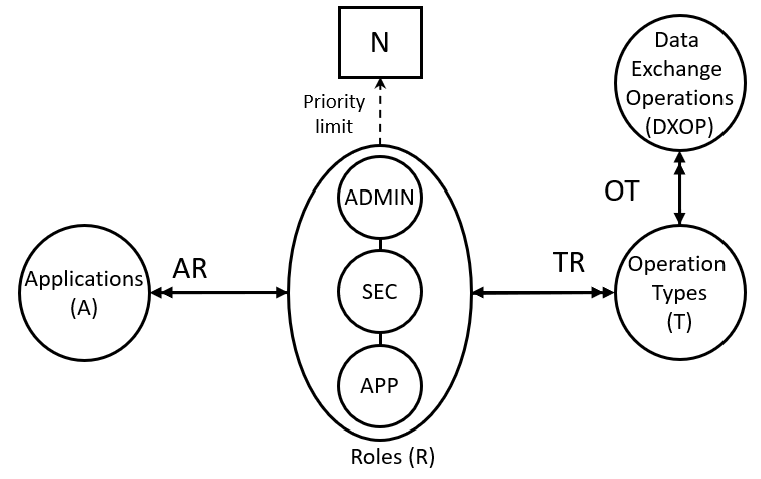 N
Priority
limit
Data
Exchange
Operations
(DXOP)
OT
ADMIN
SEC
APP
Roles (R)
Applications
(A)
AR
TR
Operation
Types
(T)